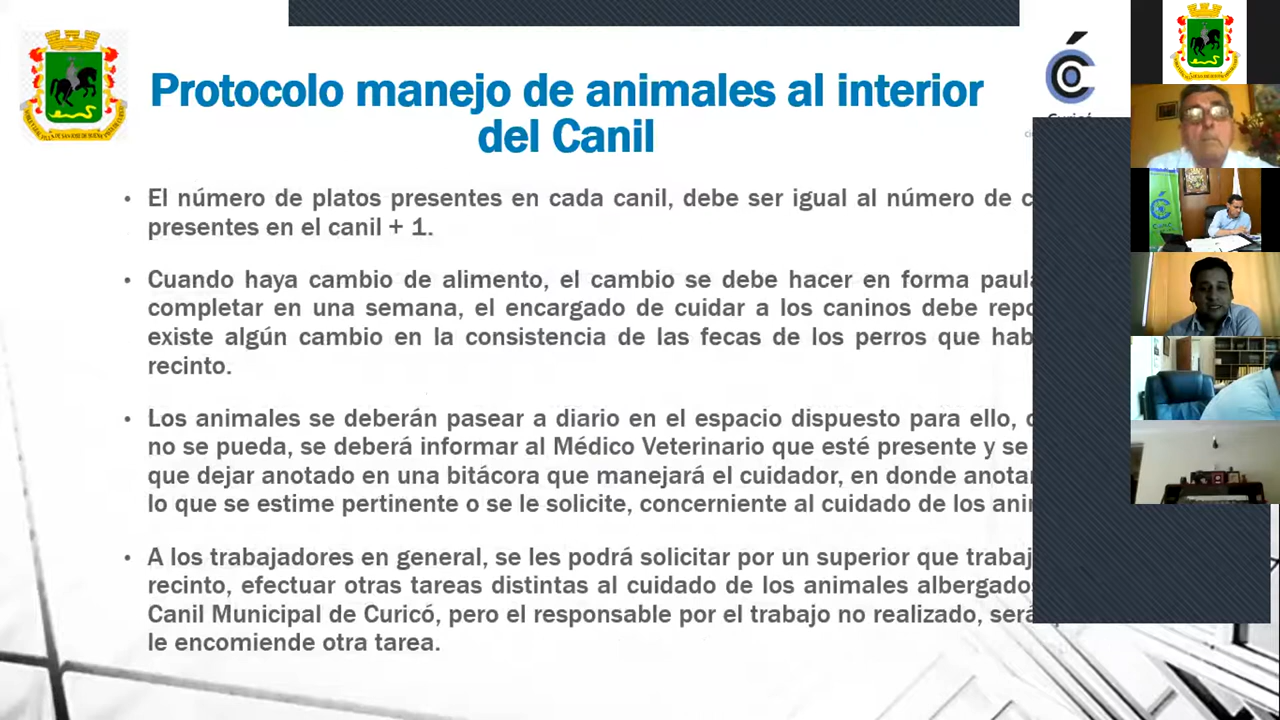 Protocolo manejo de animales al interior
del Canil
• El número de platos presentes en cada canil, debe ser igual al número de
presentes en el canil + 1.
• Cuando haya cambio de alimento, el cambio se debe hacer en forma
completar en una semana, el encargado de cuidar a los caninos debe
existe algún cambio en la consistencia de las fecas de los perros que
recinto.
• Los animales se deberán pasear a diario en el espacio dispuesto para ello,
no se pueda, se deberá informar al Médico Veterinario que esté presente y se
que dejar anotado en una bitácora que manejará el cuidador, en donde
lo que se estime pertinente o se le solicite, concerniente al cuidado de los
• A los trabajadores en general, se les podrá solicitar por un superior que
recinto, efectuar otras tareas distintas al cuidado de los animales
Canil Municipal de Curicó, pero el responsable por el trabajo no realizado,
le encomiende otra tarea.